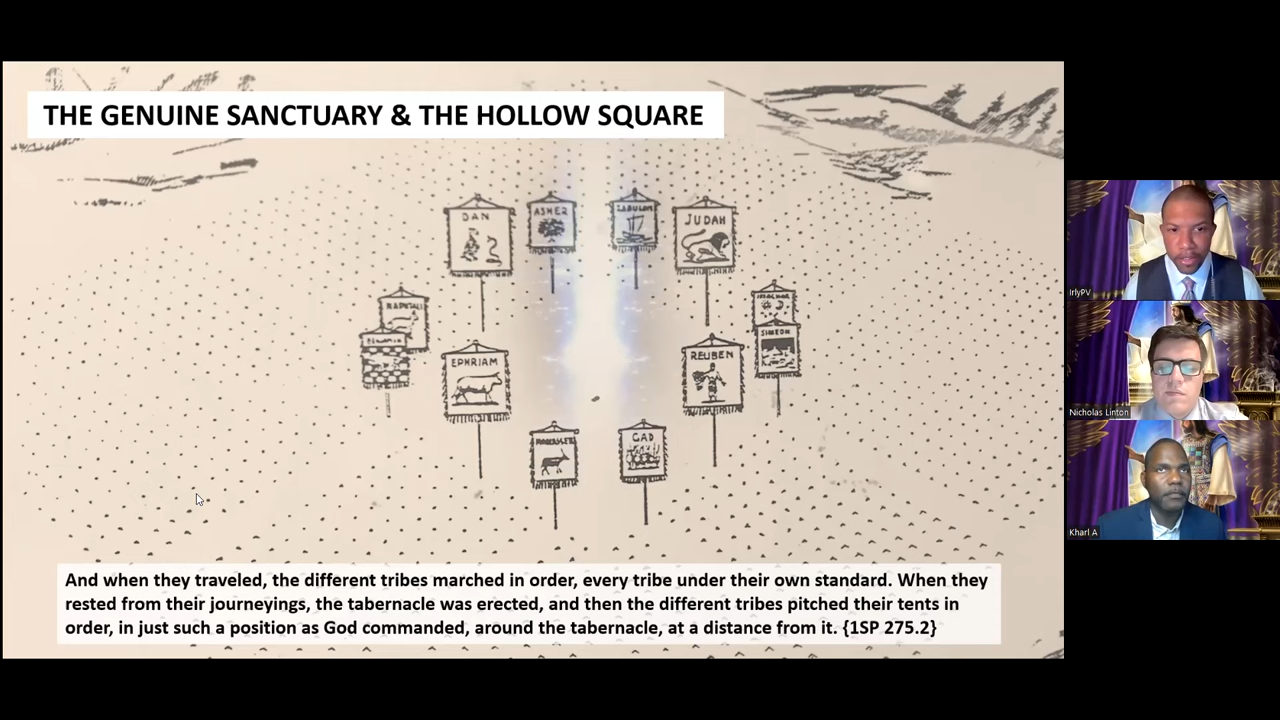 THE GENUINE SANCTUARY & THE HOLLOW SQUARE
DAN
ASHER
JUDAH
SIMEON
EPHRIAM
REUBEN
GAD
And when they traveled, the different tribes marched in order, every tribe under their own standard. When they
rested from their journeyings, the tabernacle was erected, and then the different tribes pitched their tents in
order, in just such a position as God commanded, around the tabernacle, at a distance from it. {1SP 275.2}
IrlyPV
Nicholas Linton
Kharl A